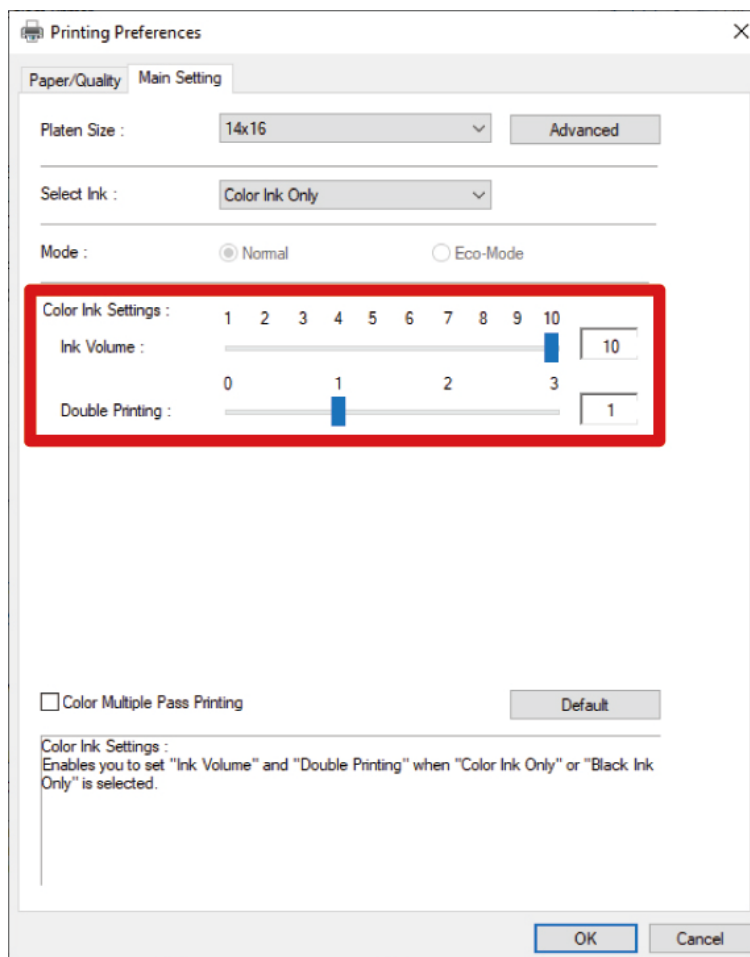 Printing Preferences
Paper/Quality Main Setting
Platen Size : 14x16 Advanced
Select Ink : Color Ink Only
Mode : Normal Eco-Mode
Color Ink Settings : 1 2 3 4 5 6 7 8 9 10
Ink Volume : 10
0 1 2 3
Double Printing : 1
Color Multiple Pass Printing Default
Color Ink Settings :
Enables you to set "Ink Volume" and "Double Printing" when "Color Ink Only" or "Black Ink
Only" is selected.
OK Cancel